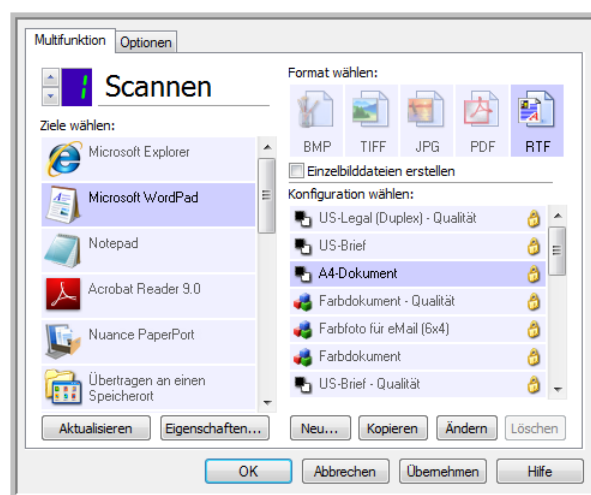 Multifunktion
Optionen
1
Scannen
Ziele wählen:
Microsoft Explorer
Microsoft WordPad
Notepad
Acrobat Reader 9.0
Nuance PaperPort
Übertragen an einen
Speicherort
Aktualisieren
Eigenschaften...
Format wählen:
BMP
TIFF
JPG
PDF
RTF
Einzelbilddateien erstellen
Konfiguration wählen:
US-Legal (Duplex) - Qualität
US-Brief
A4-Dokument
Farbdokument - Qualität
Farbfoto für eMail (6x4)
Farbdokument
US-Brief - Qualität
Neu...
Kopieren
Ändern
Löschen
OK
Abbrechen
Übernehmen
Hilfe